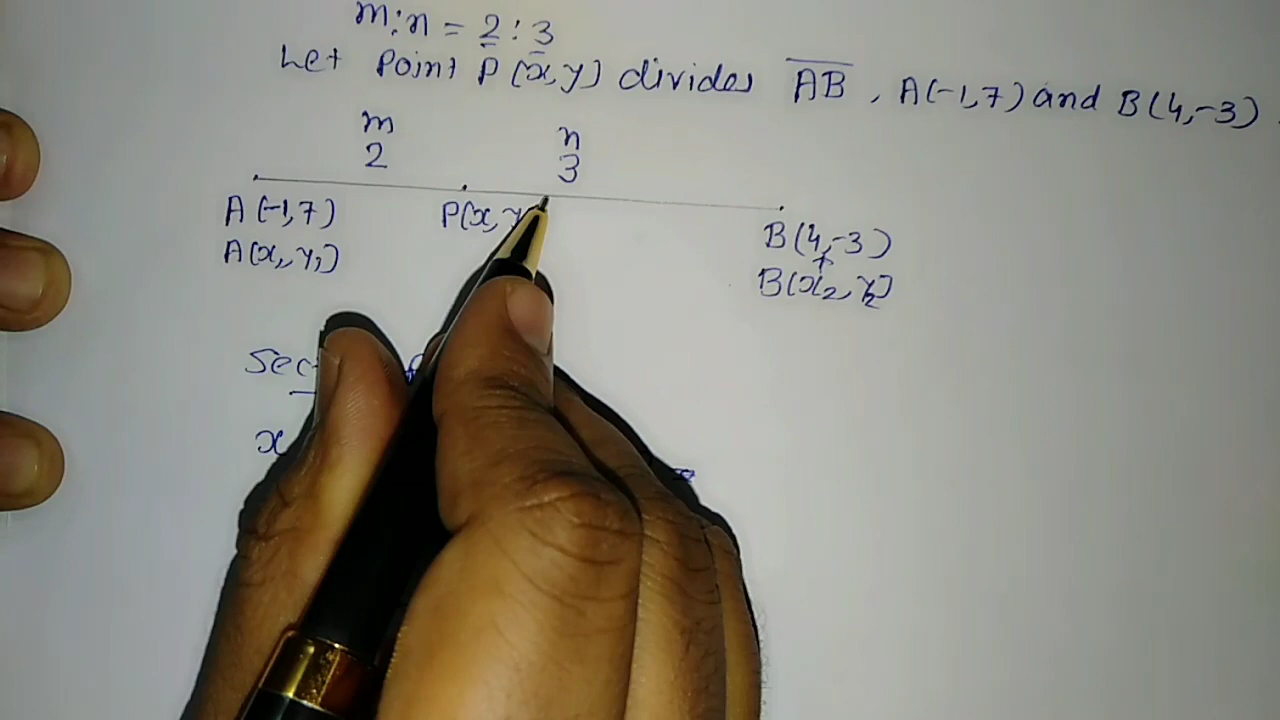 m:n = 2:3
Let Point P(x,y) divides AB, A(-1,7) and B(4,-3).
m n
2 3
A(-1,7) P(x,y B(4,-3)
A(x₁,y₁) B(x₂,y₂)
Sec
x